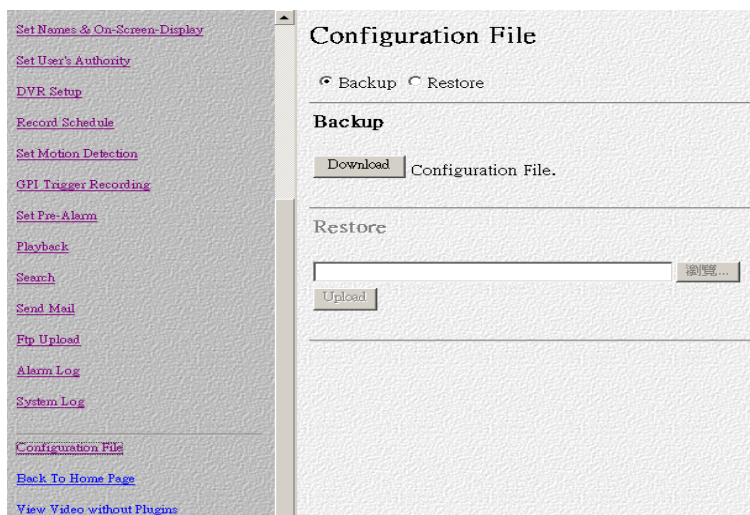 Set Names & On-Screen-Display
Set User's Authority
DVR Setup
Record Schedule
Set Motion Detection
GPI Trigger Recording
Set Pre-Alarm
Playback
Search
Send Mail
Ftp Upload
Alarm Log
System Log
Configuration File
Back To Home Page
View Video without Plugins
Configuration File
Backup Restore
Backup
Download Configuration File.
Restore
瀏覽...
Upload